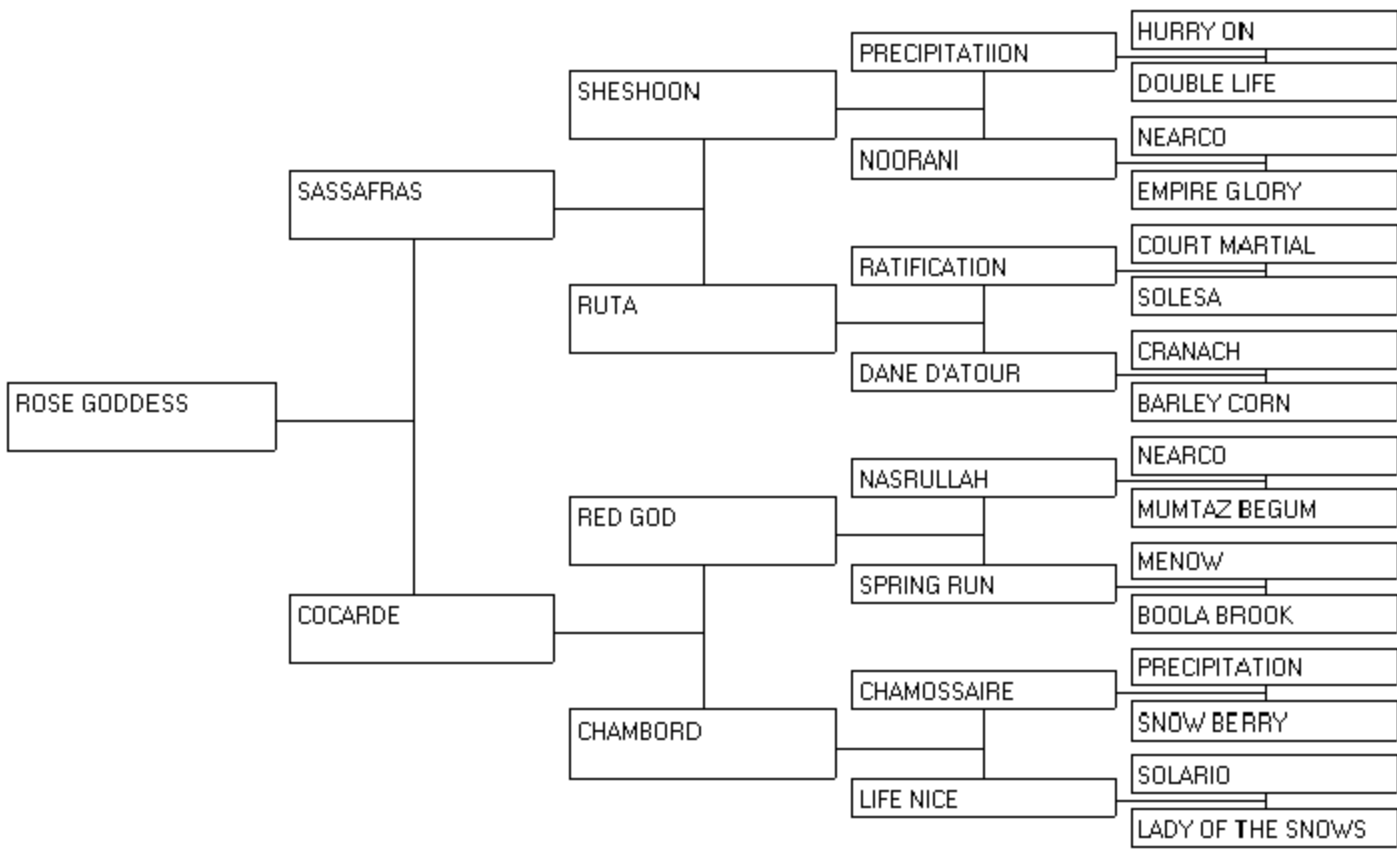 HURRY ON
PRECIPITATIION
DOUBLE LIFE
SHESHOON
NEARCO
NOORANI
EMPIRE GLORY
SASSAFRAS
COURT MARTIAL
RATIFICATION
SOLESA
RUTA
CRANACH
DANE D'ATOUR
BARLEY CORN
ROSE GODDESS
NEARCO
NASRULLAH
MUMTAZ BEGUM
RED GOD
MENOW
SPRING RUN
BOOLA BROOK
COCARDE
PRECIPITATION
CHAMOSSAIRE
SNOW BERRY
CHAMBORD
SOLARIO
LIFE NICE
LADY OF THE SNOWS